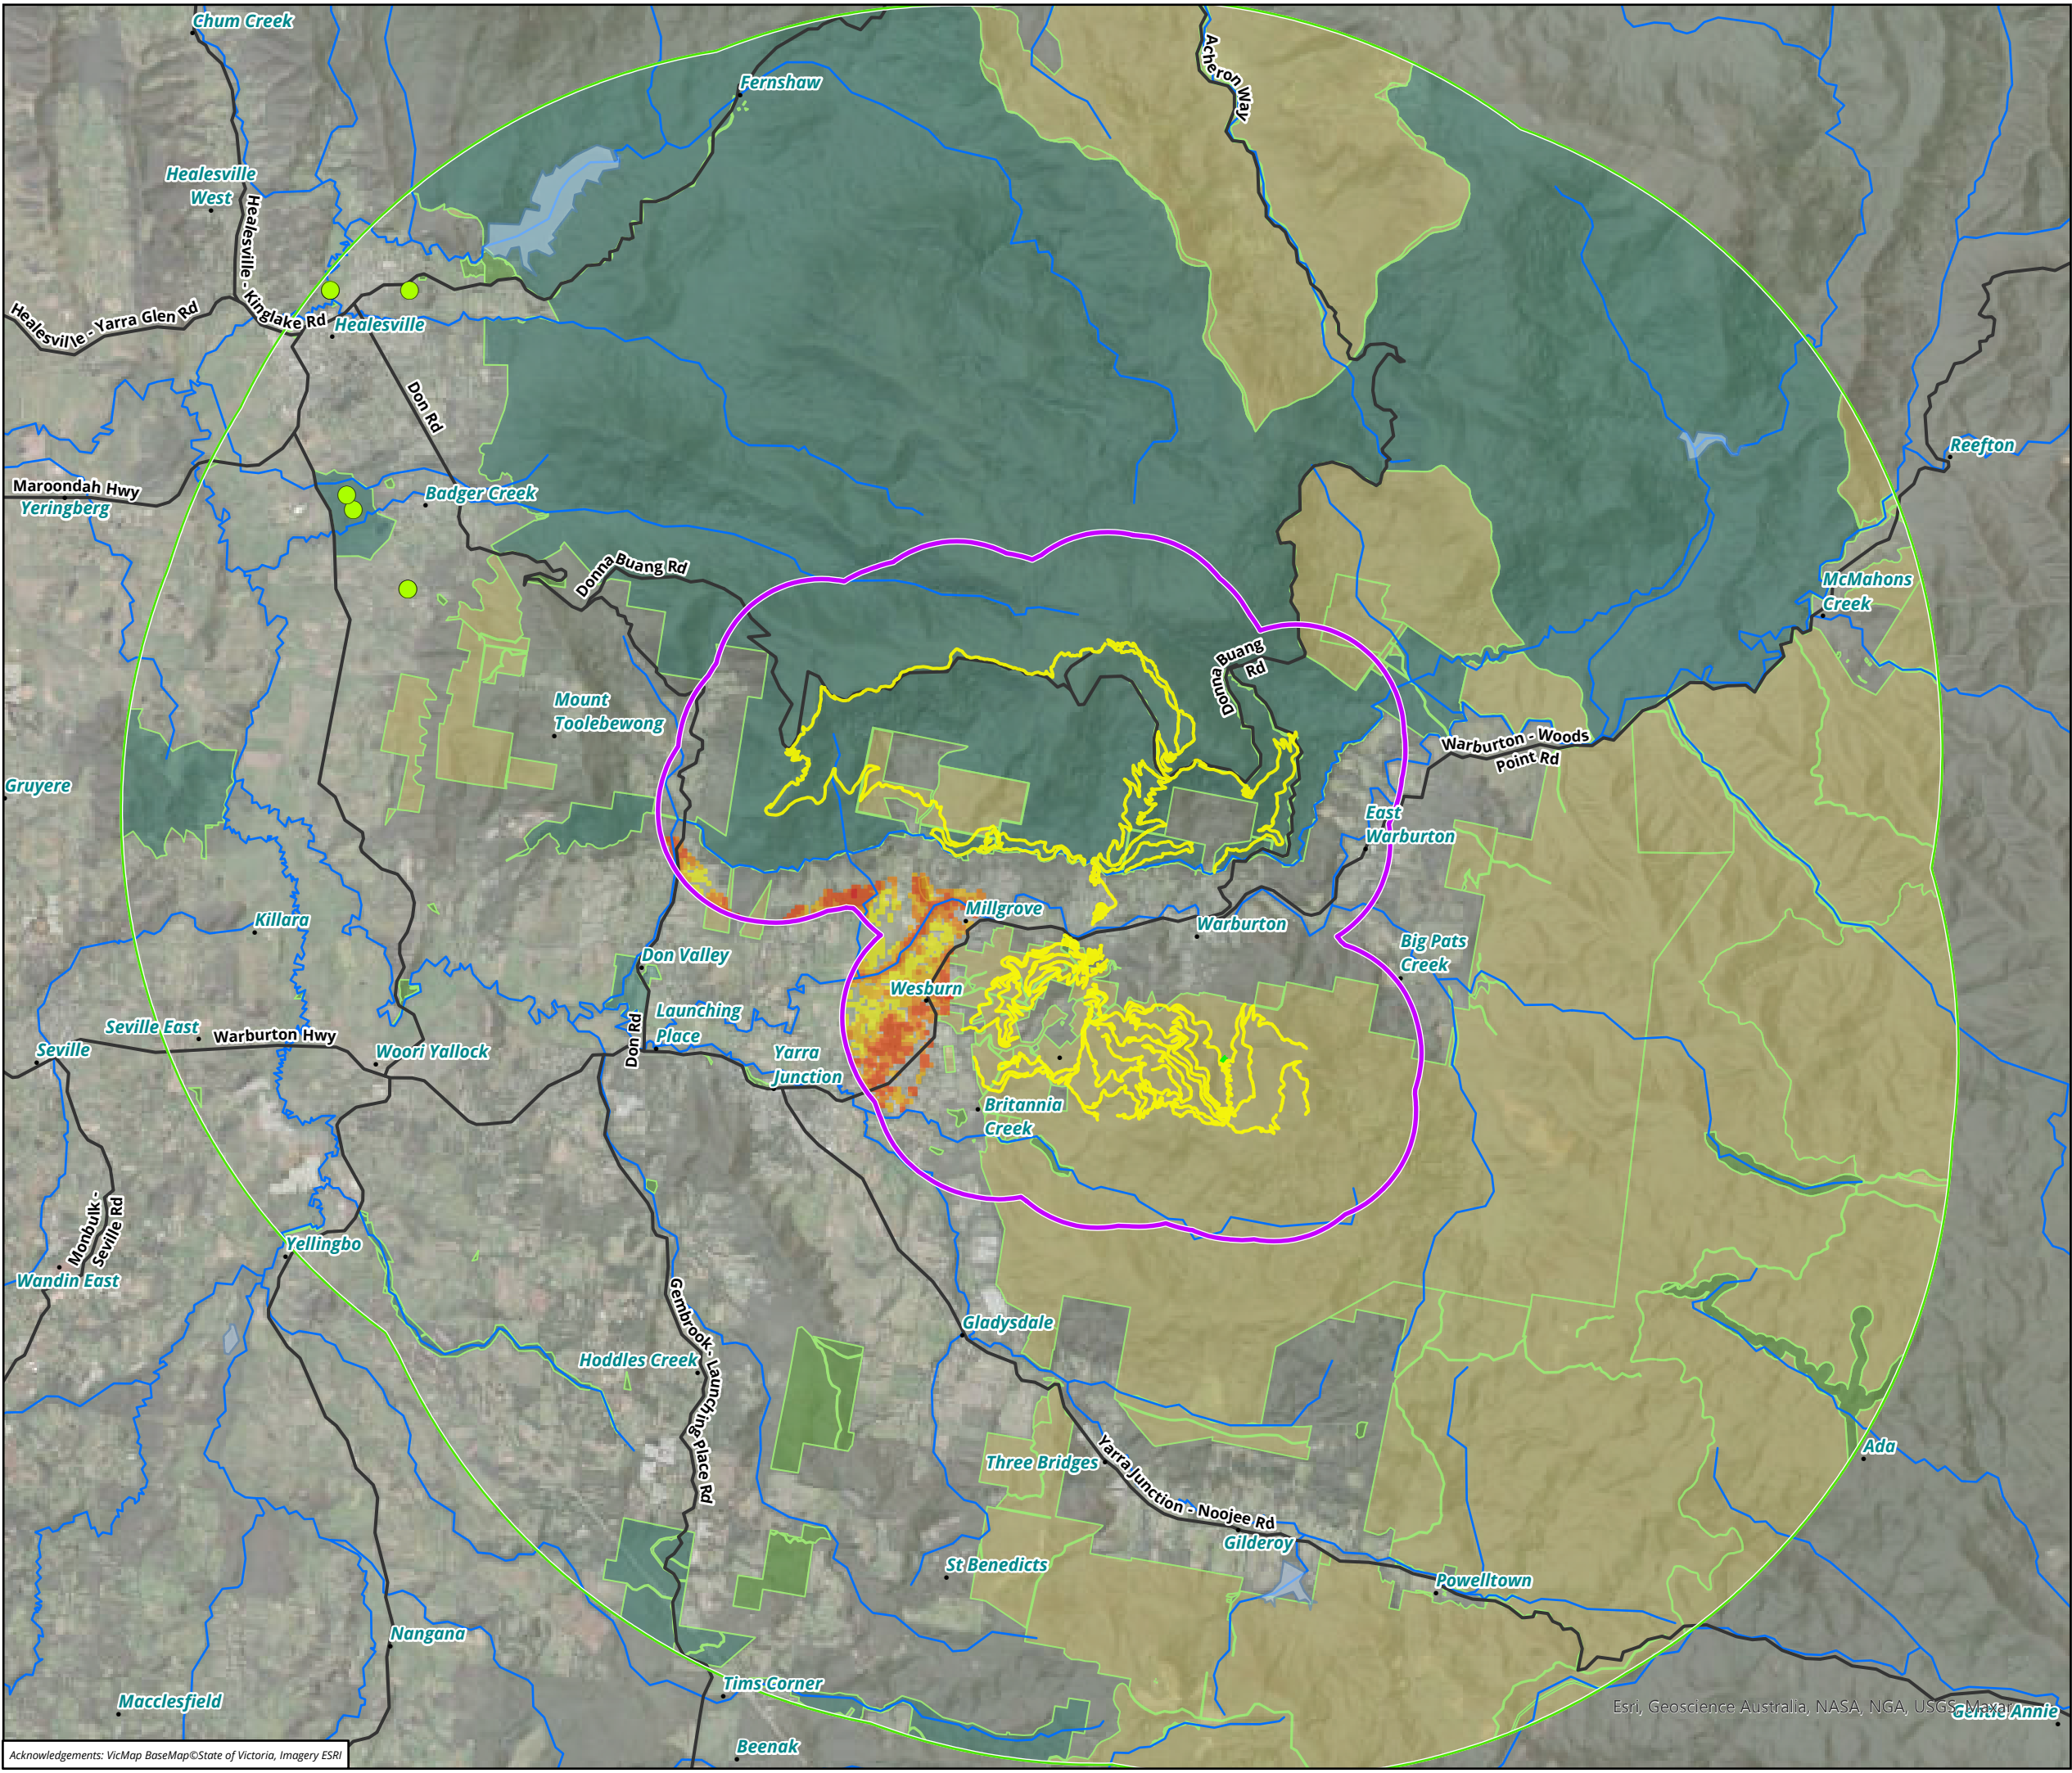 Chum Creek
Fernshaw
Acheron Way
Healesville
West
Healesville - Kinglake Rd
Healesville - Yarra Glen Rd
Healesville
Don Rd
Maroondah Hwy
Yeringberg
Badger Creek
Reefton
Donna Buang Rd
McMahons
Creek
Donna Buang
Rd
Mount
Toolebewong
Warburton - Woods
Point Rd
Gruyere
East
Warburton
Killara
Millgrove
Warburton
Big Pats
Creek
Don Valley
Wesburn
Launching
Place
Seville East
Warburton Hwy
Seville
Woori Yallock
Don Rd
Yarra
Junction
Britannia
Creek
Monbulk -
Seville Rd
Yellingbo
Wandin East
Gembrook - Launching Place Rd
Gladysdale
Hoddles Creek
Three Bridges
Yarra Junction - Noojee Rd
Ada
Gilderoy
St Benedicts
Powelltown
Nangana
Tims Corner
Macclesfield
Esri, Geoscience Australia, NASA, NGA, USGS, Maxar
Gentle Annie
Beenak
Acknowledgements: VicMap BaseMap©State of Victoria, Imagery ESRI